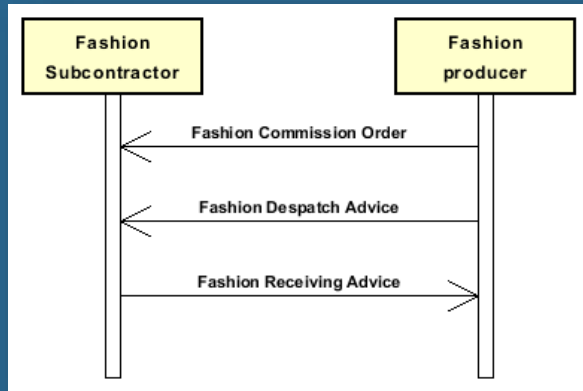 Fashion
Subcontractor
Fashion
producer
Fashion Commission Order
Fashion Despatch Advice
Fashion Receiving Advice